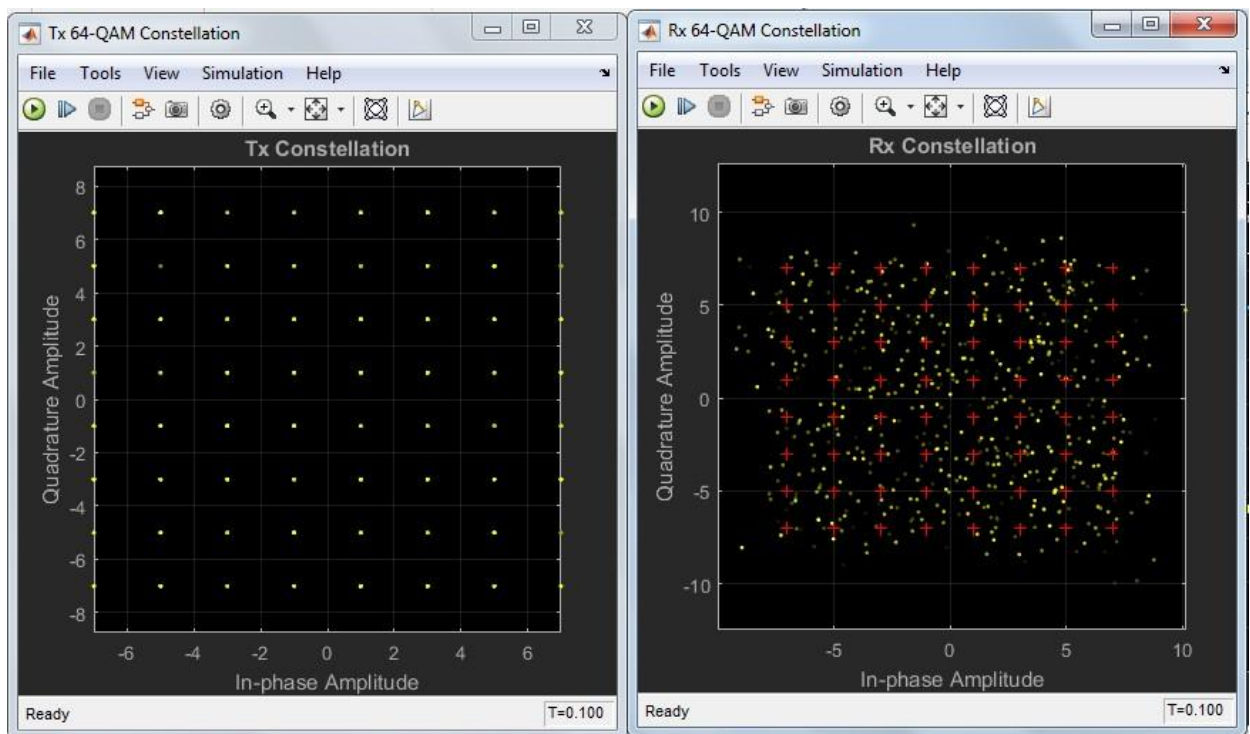 Tx 64-QAM Constellation
File Tools View Simulation Help
Tx Constellation
8
6
4
2
0
-2
-4
-6
-8
Quadrature Amplitude
-6 -4 -2 0 2 4 6
In-phase Amplitude
Ready T=0.100
Rx 64-QAM Constellation
File Tools View Simulation Help
Rx Constellation
10
5
0
-5
-10
Quadrature Amplitude
-5 0 5 10
In-phase Amplitude
Ready T=0.100